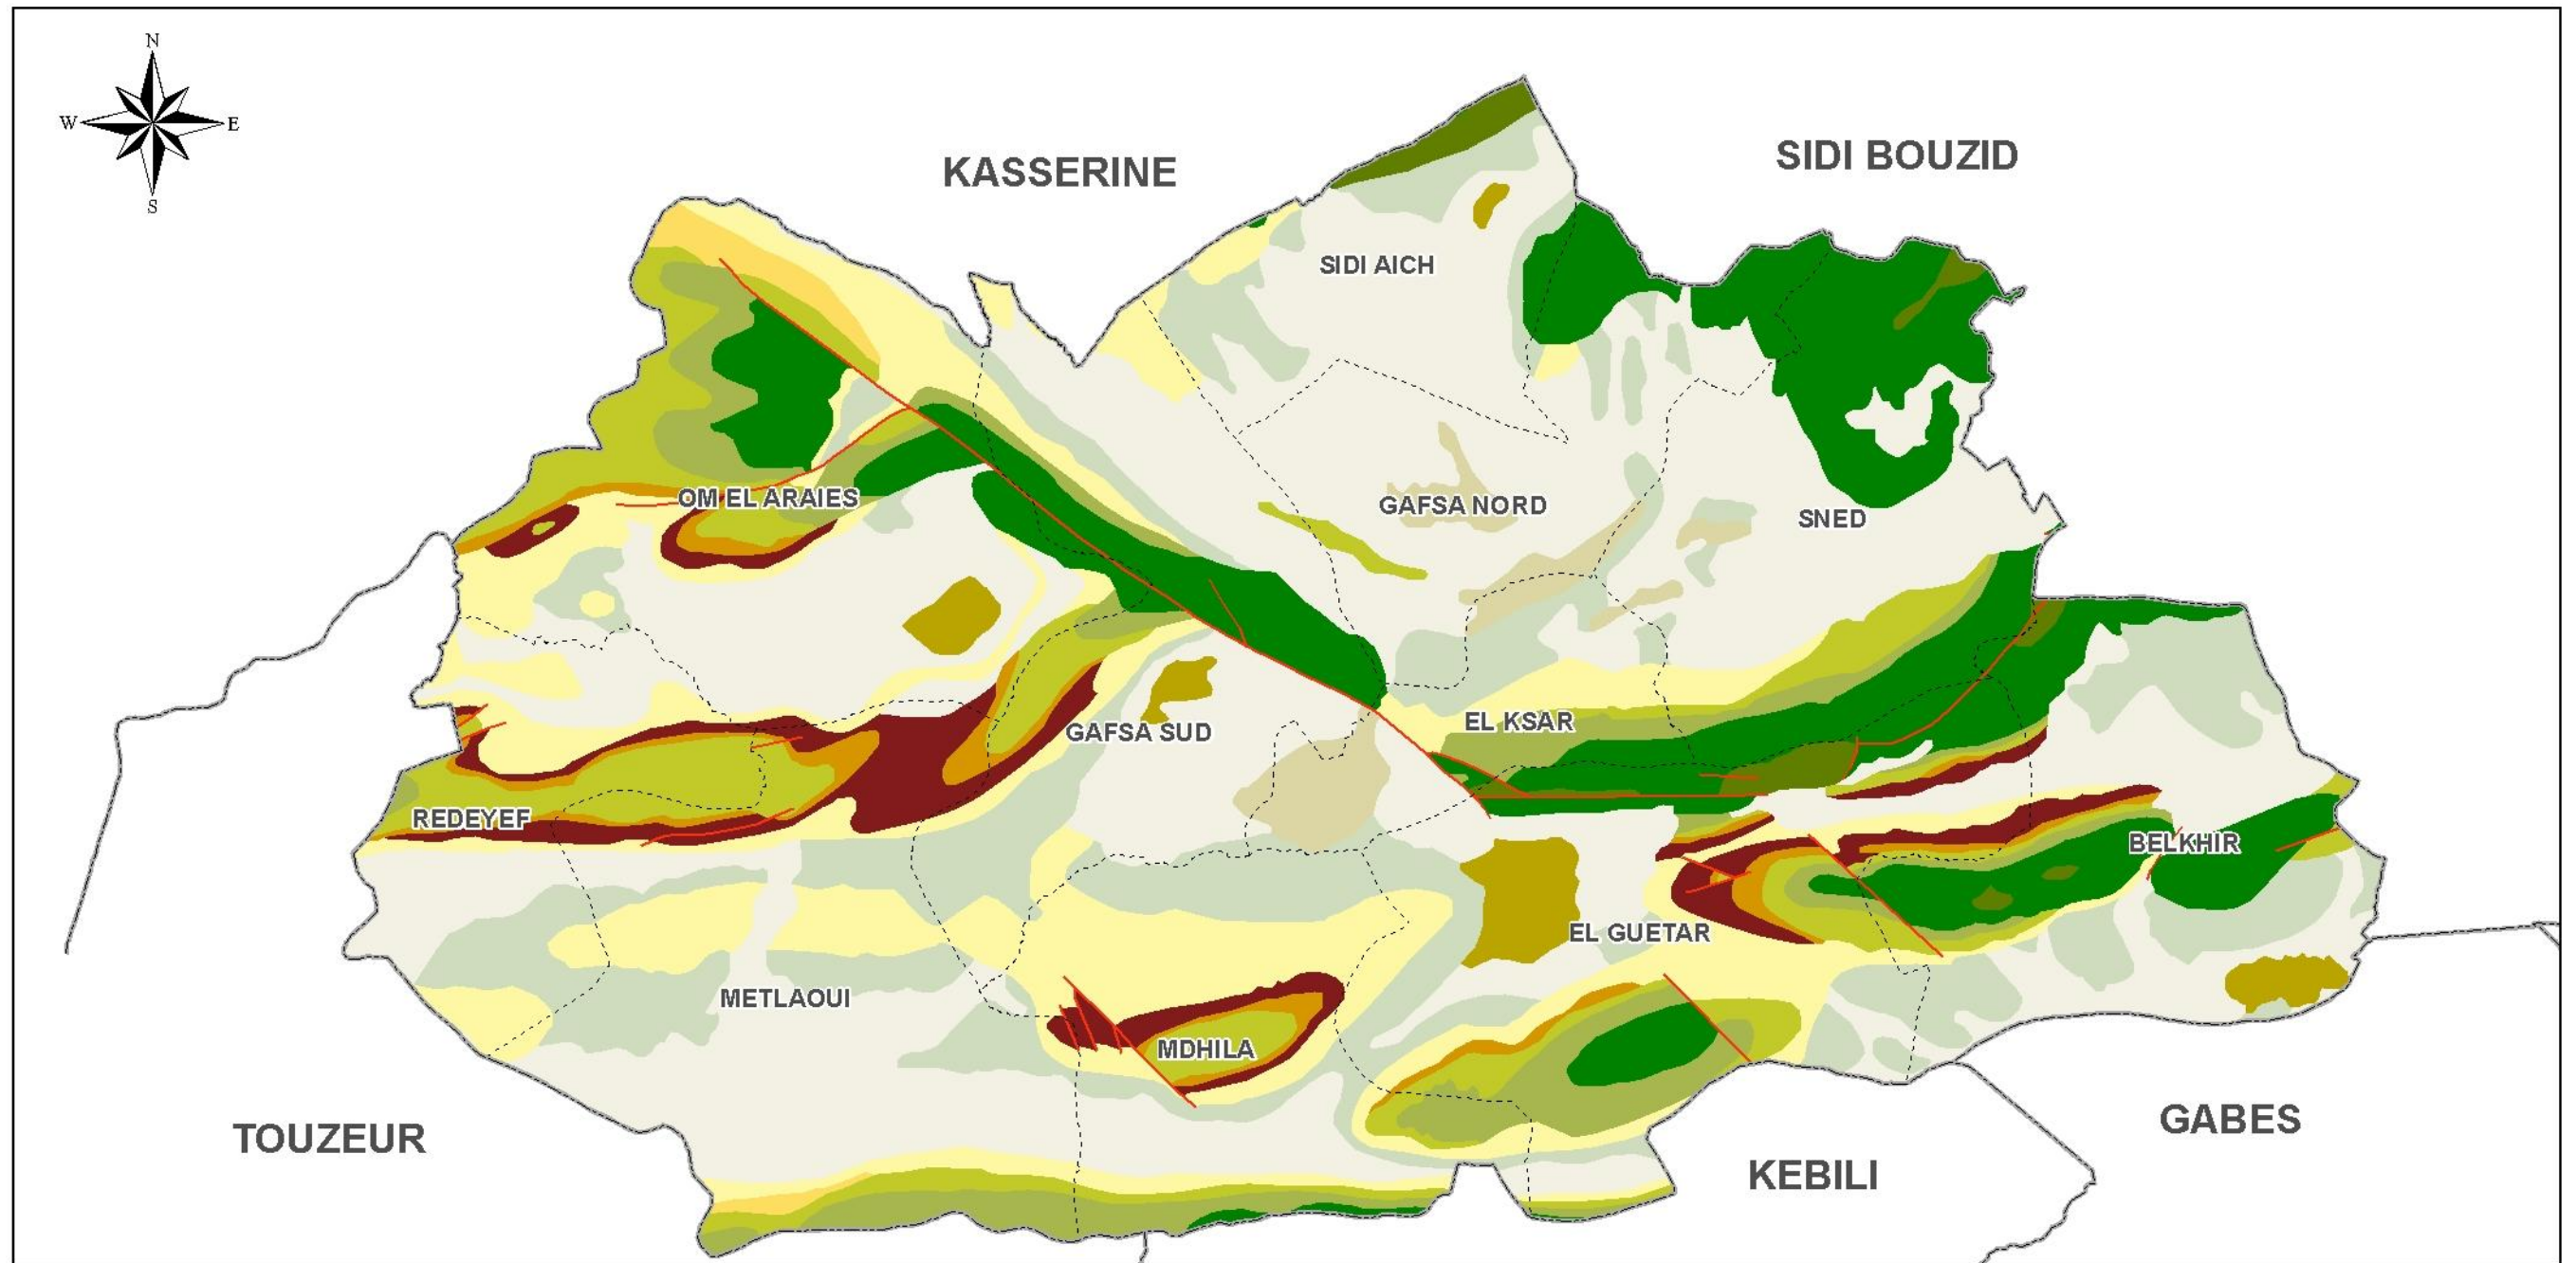 N
W E
S
KASSERINE
SIDI BOUZID
SIDI AICH
OM EL ARAIES
GAFSA NORD
SNED
GAFSA SUD
EL KSAR
REDEYEF
BELKHIR
EL GUETAR
METLAOUI
MDHILA
TOUZEUR
GABES
KEBILI